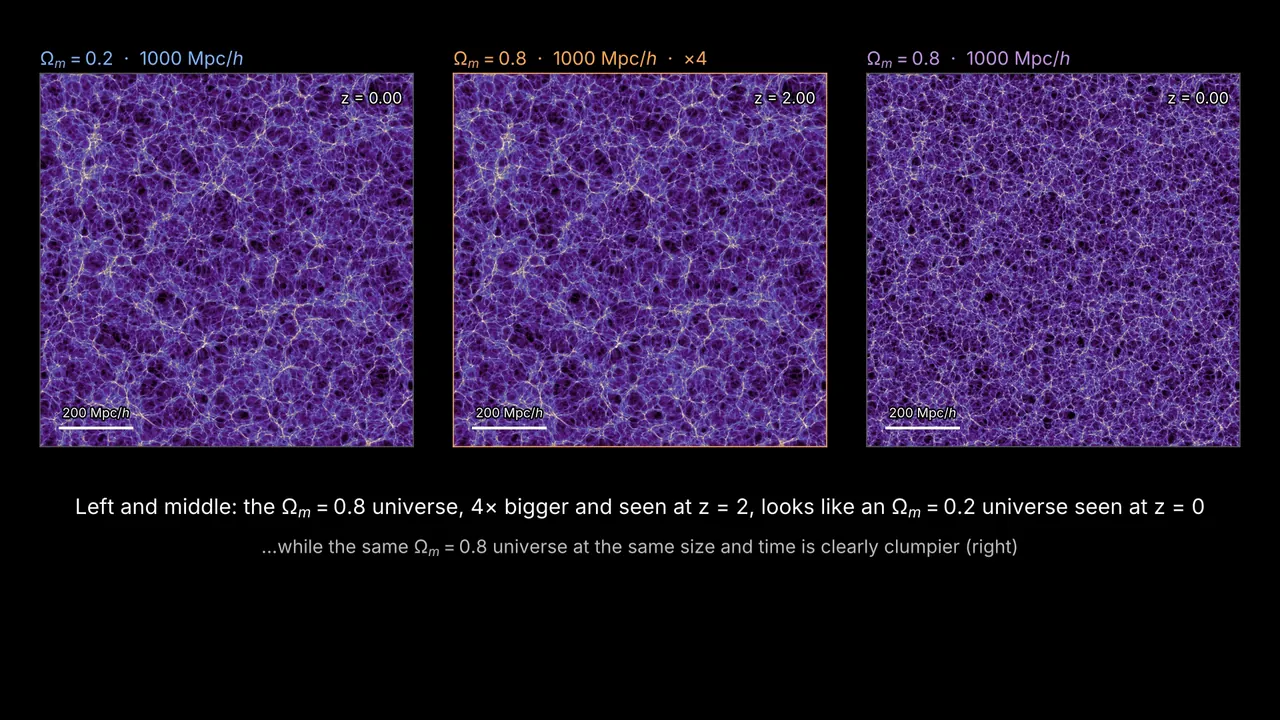 Ωm = 0.2 · 1000 Mpc/h
Ωm = 0.8 · 1000 Mpc/h · ×4
Ωm = 0.8 · 1000 Mpc/h
z = 0.00
z = 2.00
z = 0.00
200 Mpc/h
200 Mpc/h
200 Mpc/h
Left and middle: the Ωm = 0.8 universe, 4× bigger and seen at z = 2, looks like an Ωm = 0.2 universe seen at z = 0
...while the same Ωm = 0.8 universe at the same size and time is clearly clumpier (right)